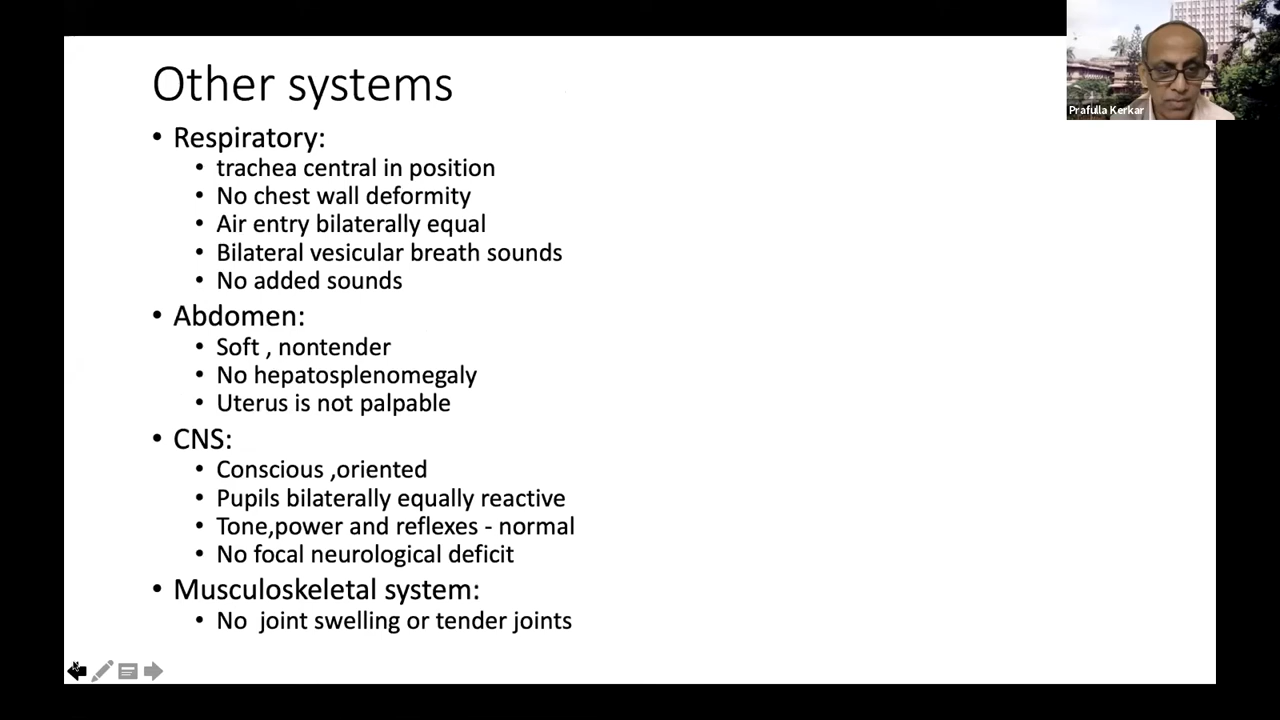 Other systems
• Respiratory:
• trachea central in position
• No chest wall deformity
• Air entry bilaterally equal
• Bilateral vesicular breath sounds
• No added sounds
• Abdomen:
• Soft , nontender
• No hepatosplenomegaly
• Uterus is not palpable
• CNS:
• Conscious ,oriented
• Pupils bilaterally equally reactive
• Tone,power and reflexes - normal
• No focal neurological deficit
• Musculoskeletal system:
• No  joint swelling or tender joints
Prafulla Kerkar